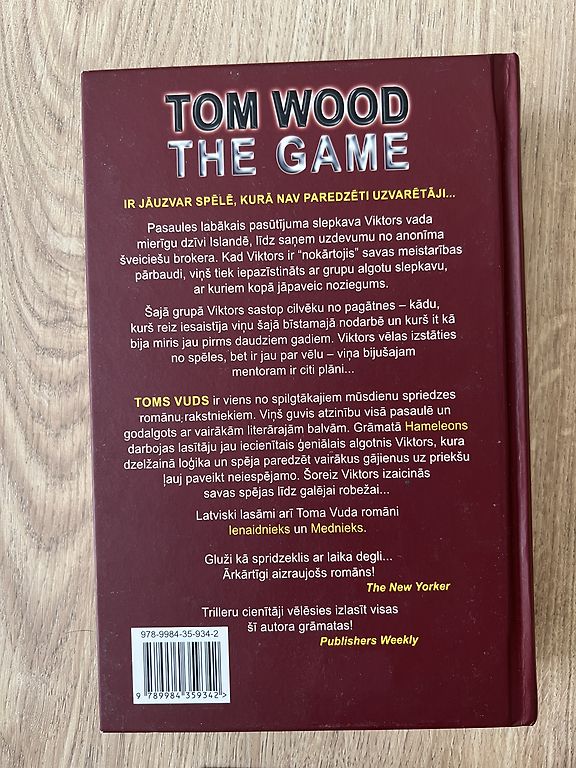 TOM WOOD
THE GAME
IR JĀUZVAR SPĒLĒ, KURĀ NAV PAREDZĒTI UZVARĒTĀJI...
Pasaules labākais pasūtījuma slepkava Viktors vada
mierīgu dzīvi Islandē, līdz saņem uzdevumu no anonīma
šveiciešu brokera. Kad Viktors ir “nokārtojis” savas meistarības
pārbaudi, viņš tiek iepazīstināts ar grupu algotu slepkavu,
ar kuriem kopā jāpaveic noziegums.
Šajā grupā Viktors sastop cilvēku no pagātnes – kādu,
kurš reiz iesaistīja viņu šajā bīstamajā nodarbē un kurš it kā
bija miris jau pirms daudziem gadiem. Viktors vēlas izstāties
no spēles, bet ir jau par vēlu – viņa bijušajam
mentoram ir citi plāni...
TOMS VUDS ir viens no spilgtākajiem mūsdienu spriedzes
romānu rakstniekiem. Viņš guvis atzinību visā pasaulē un
godalgots ar vairākām literārajām balvām. Grāmatā Hameleons
darbojas lasītāju jau iecienītais ģeniālais algotnis Viktors, kura
dzelžainā loģika un spēja paredzēt vairākus gājienus uz priekšu
ļauj paveikt neiespējamo. Šoreiz Viktors izaicinās
savas spējas līdz galējai robežai...
Latviski lasāmi arī Toma Vuda romāni
Ienaidnieks un Mednieks.
Gluži kā spridzeklis ar laika degli...
Ārkārtīgi aizraujošs romāns!
The New Yorker
Trilleru cienītāji vēlēsies izlasīt visas
šī autora grāmatas!
Publishers Weekly
978-9984-35-934-2
9 789984 359342>